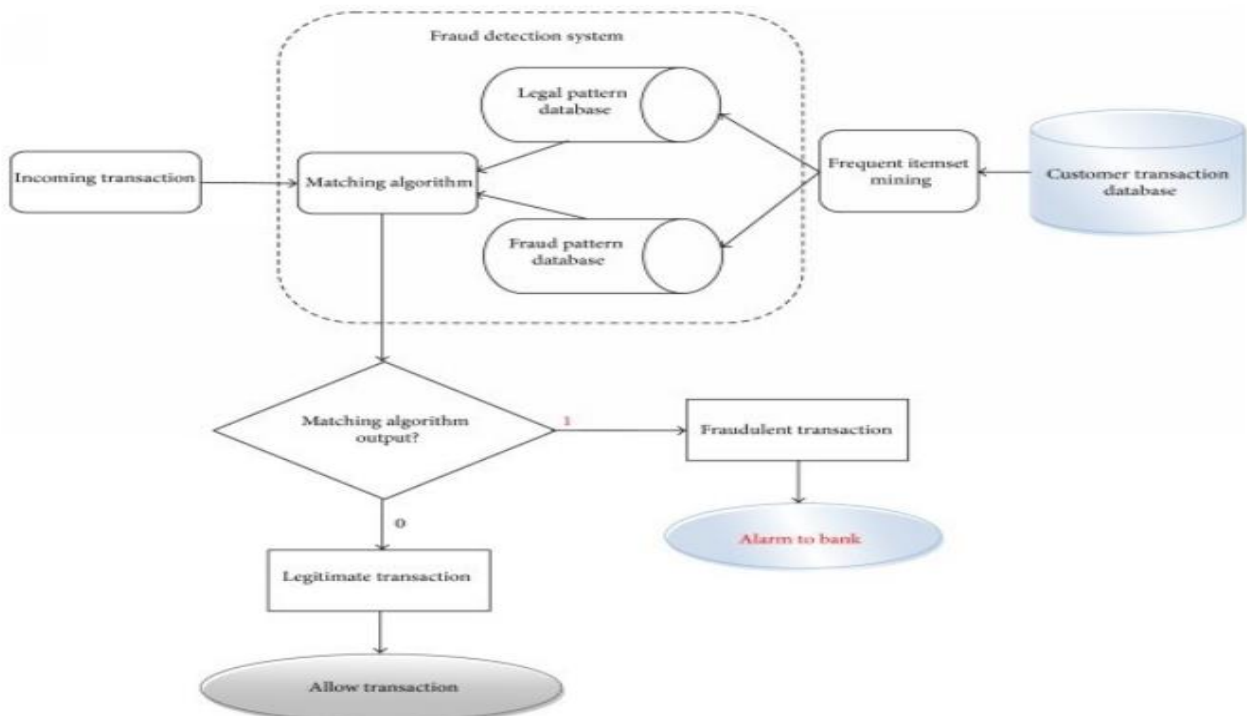 Fraud detection system
Legal pattern
database
Incoming transaction
Matching algorithm
Frequent itemset
mining
Customer transaction
database
Fraud pattern
database
Matching algorithm
output?
1
Fraudulent transaction
0
Alarm to bank
Legitimate transaction
Allow transaction